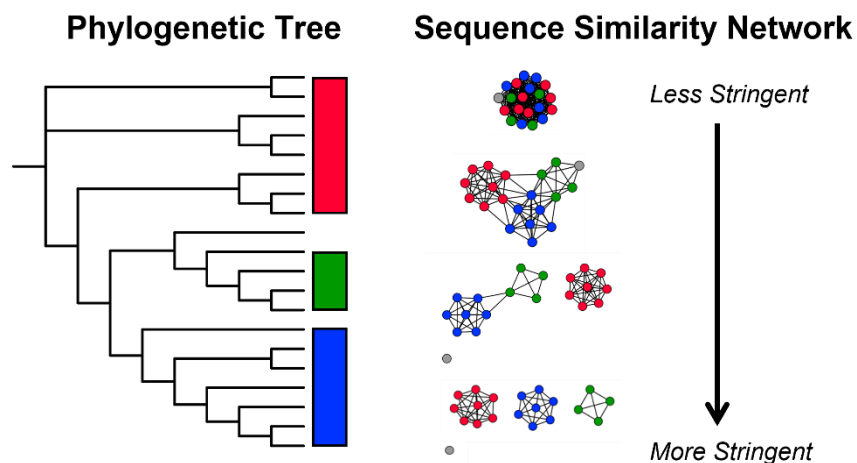 Phylogenetic Tree
Sequence Similarity Network
Less Stringent
More Stringent